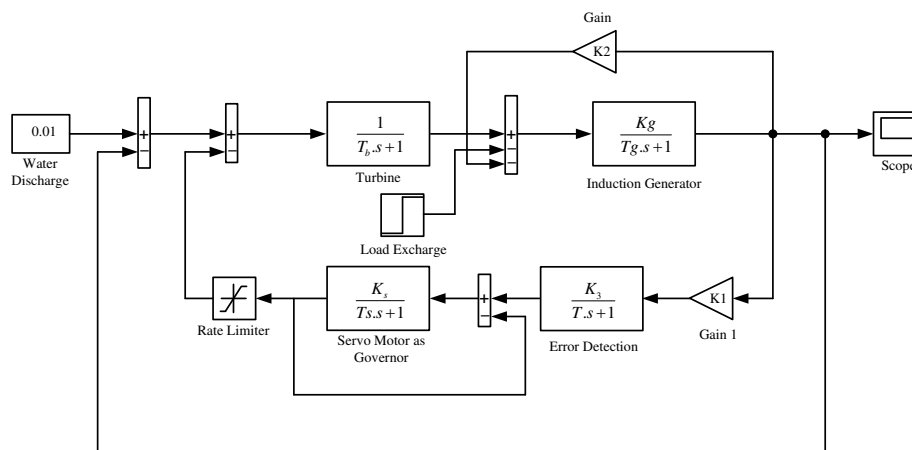 Gain
K2
0.01
Water
Discharge
+
−
+
−
1
T_b.s+1
Turbine
+
−
−
Kg
Tg.s+1
Induction Generator
Scope
Load Excharge
Rate Limiter
K_s
Ts.s+1
Servo Motor as
Governor
+
−
K_3
T.s+1
Error Detection
K1
Gain 1